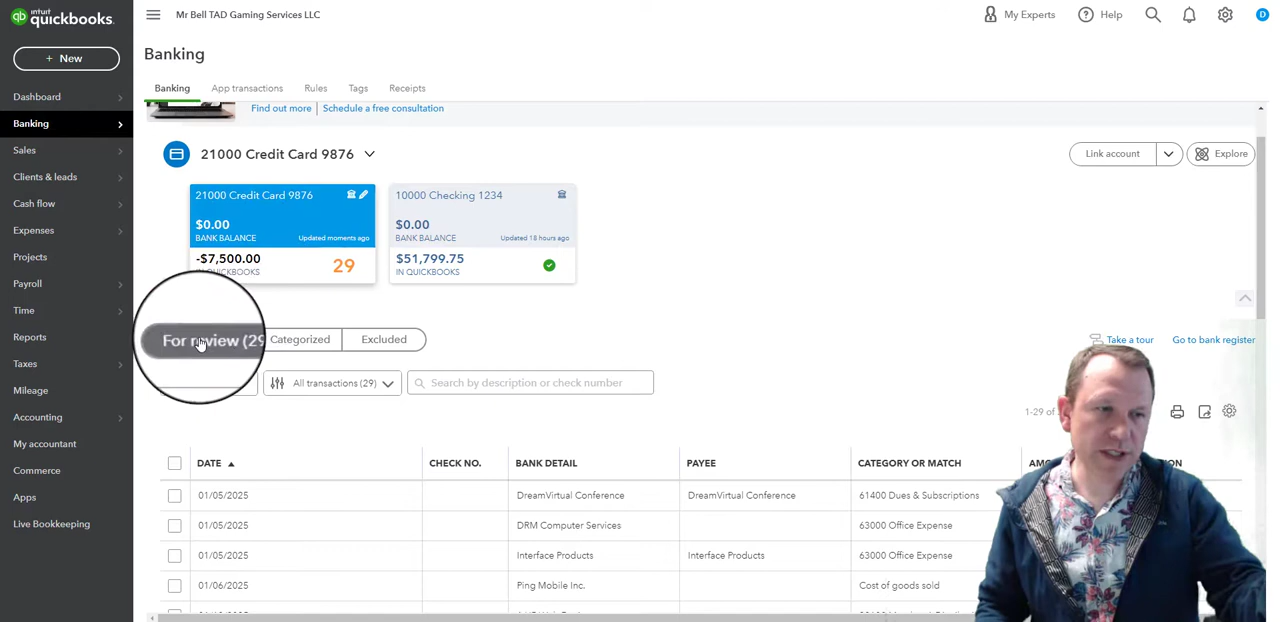 intuit
quickbooks.
Mr Bell TAD Gaming Services LLC
My Experts
Help
D
+ New
Banking
Dashboard
Banking
Sales
Clients & leads
Cash flow
Expenses
Projects
Payroll
Time
Reports
Taxes
Mileage
Accounting
My accountant
Commerce
Apps
Live Bookkeeping
Banking App transactions Rules Tags Receipts
Find out more | Schedule a free consultation
21000 Credit Card 9876
Link account
Explore
21000 Credit Card 9876
$0.00
BANK BALANCE Updated moments ago
-$7,500.00
IN QUICKBOOKS
29
10000 Checking 1234
$0.00
BANK BALANCE Updated 18 hours ago
$51,799.75
IN QUICKBOOKS
For review (29 Categorized Excluded
Take a tour Go to bank register
All transactions (29) Search by description or check number
1-29 of
DATE CHECK NO. BANK DETAIL PAYEE CATEGORY OR MATCH
01/05/2025 DreamVirtual Conference DreamVirtual Conference 61400 Dues & Subscriptions
01/05/2025 DRM Computer Services 63000 Office Expense
01/05/2025 Interface Products Interface Products 63000 Office Expense
01/06/2025 Ping Mobile Inc. Cost of goods sold